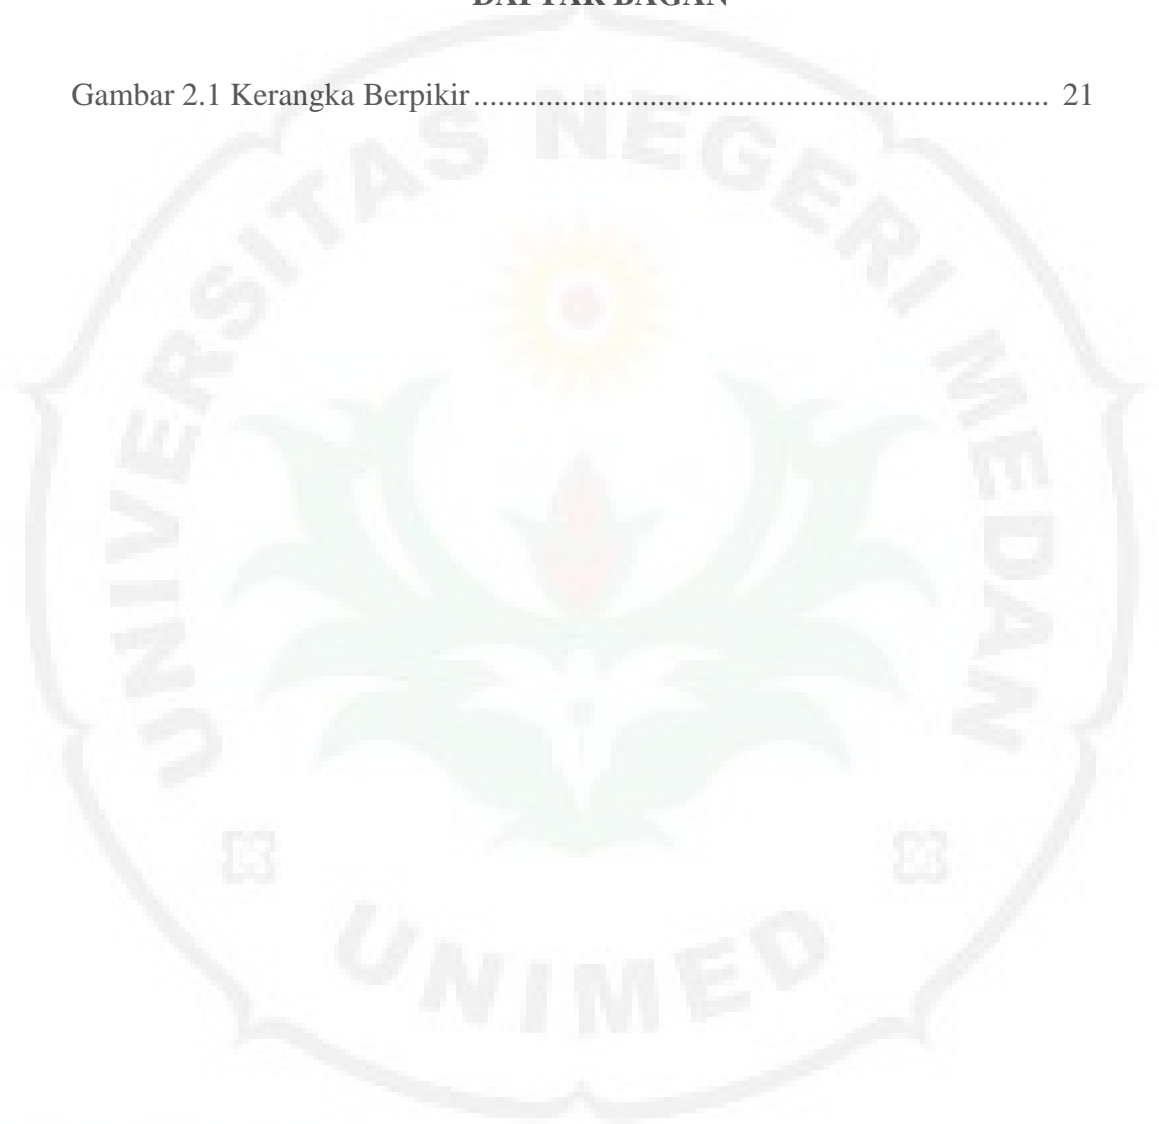 DAFTAR BAGAN
Gambar 2.1 Kerangka Berpikir........................................................................ 21
UNIVERSITAS NEGERI MEDAN
UNIMED